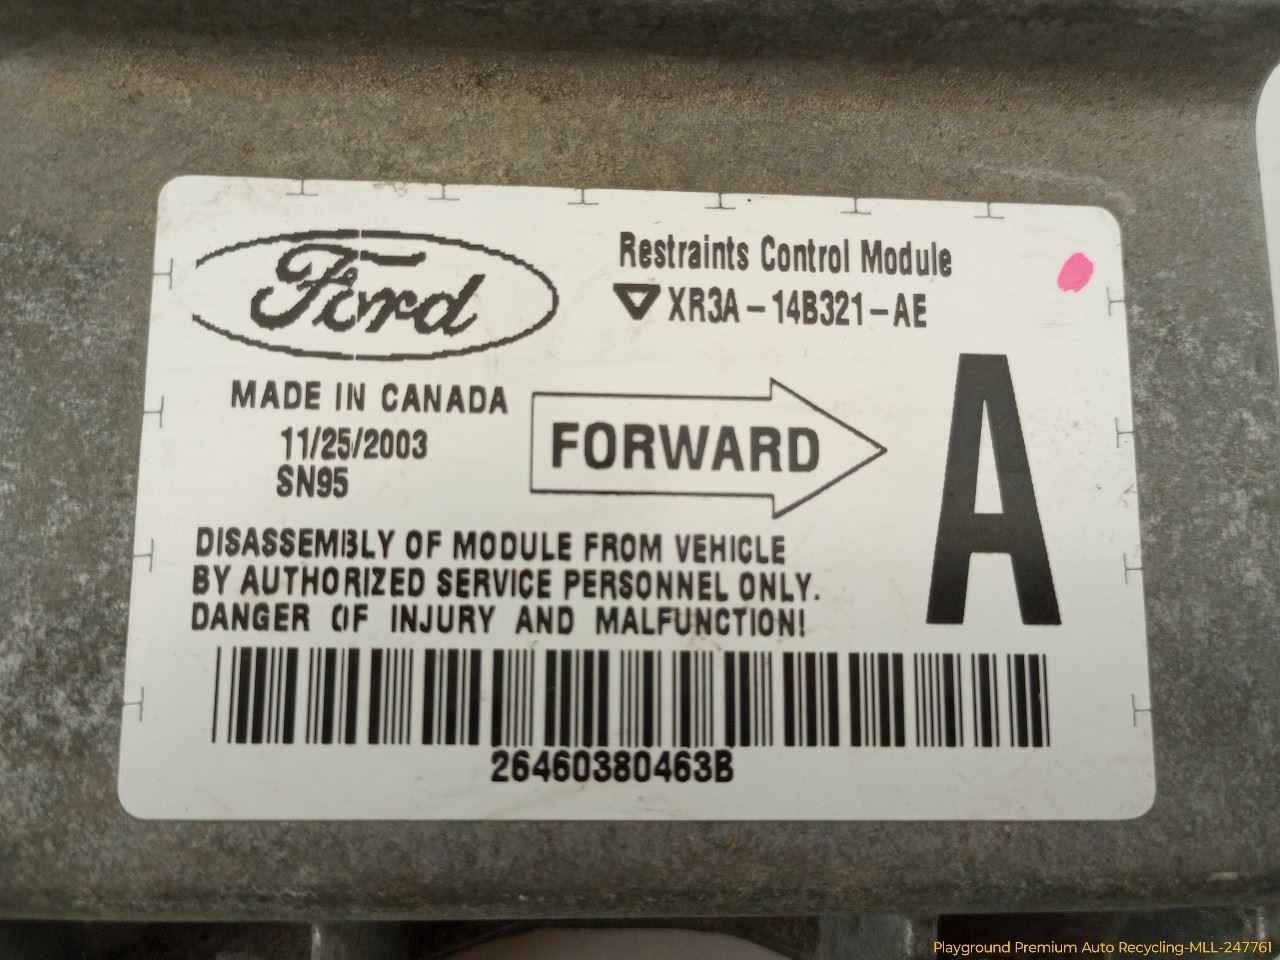 Ford
Restraints Control Module
XR3A-14B321-AE
MADE IN CANADA
11/25/2003
SN95
FORWARD
A
DISASSEMBLY OF MODULE FROM VEHICLE
BY AUTHORIZED SERVICE PERSONNEL ONLY.
DANGER OF INJURY AND MALFUNCTION!
26460380463B
Playground Premium Auto Recycling-MLL-247761